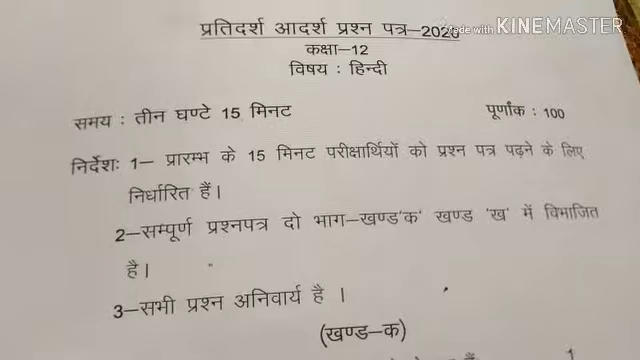 प्रतिदर्श आदर्श प्रश्न पत्र–2020
Made with KINEMASTER
कक्षा–12
विषय : हिन्दी
समय : तीन घण्टे 15 मिनट पूर्णांक : 100
निर्देशः 1– प्रारम्भ के 15 मिनट परीक्षार्थियों को प्रश्न पत्र पढ़ने के लिए
निर्धारित हैं।
2–सम्पूर्ण प्रश्नपत्र दो भाग–खण्ड'क' खण्ड 'ख' में विभाजित
है।
3–सभी प्रश्न अनिवार्य है ।
(खण्ड–क)
1